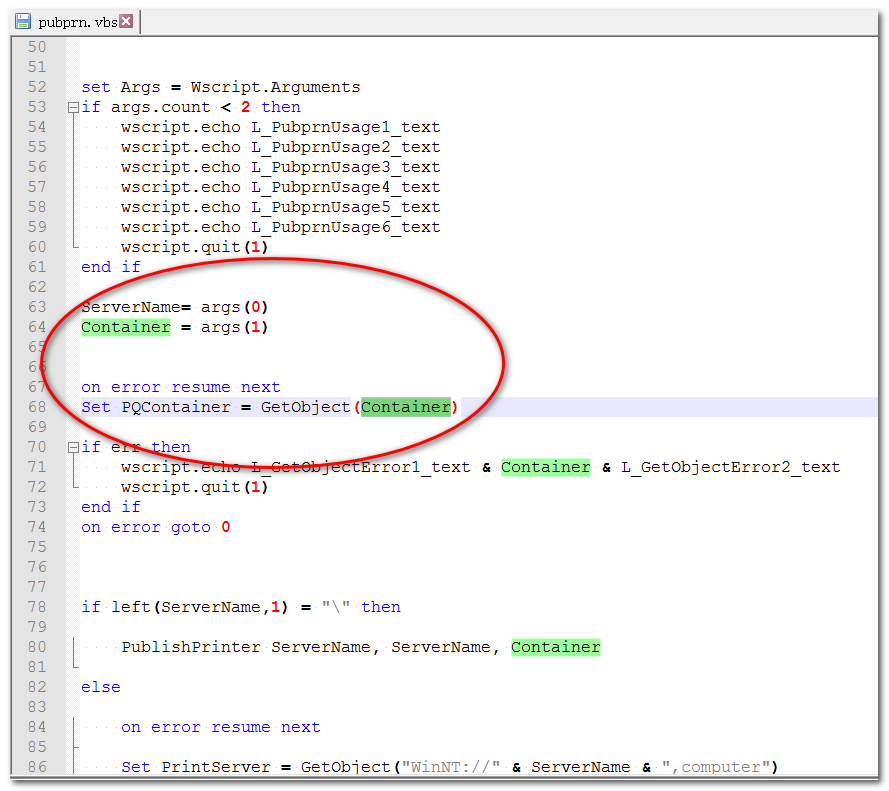 pubprn.vbs
50
51
52 set Args = Wscript.Arguments
53 if args.count < 2 then
54 wscript.echo L_PubprnUsage1_text
55 wscript.echo L_PubprnUsage2_text
56 wscript.echo L_PubprnUsage3_text
57 wscript.echo L_PubprnUsage4_text
58 wscript.echo L_PubprnUsage5_text
59 wscript.echo L_PubprnUsage6_text
60 wscript.quit(1)
61 end if
62
63 ServerName= args(0)
64 Container = args(1)
65
66
67 on error resume next
68 Set PQContainer = GetObject(Container)
69
70 if err then
71 wscript.echo L_GetObjectError1_text & Container & L_GetObjectError2_text
72 wscript.quit(1)
73 end if
74 on error goto 0
75
76
77
78 if left(ServerName,1) = "\" then
79
80 PublishPrinter ServerName, ServerName, Container
81
82 else
83
84 on error resume next
85
86 Set PrintServer = GetObject("WinNT://" & ServerName & ",computer")